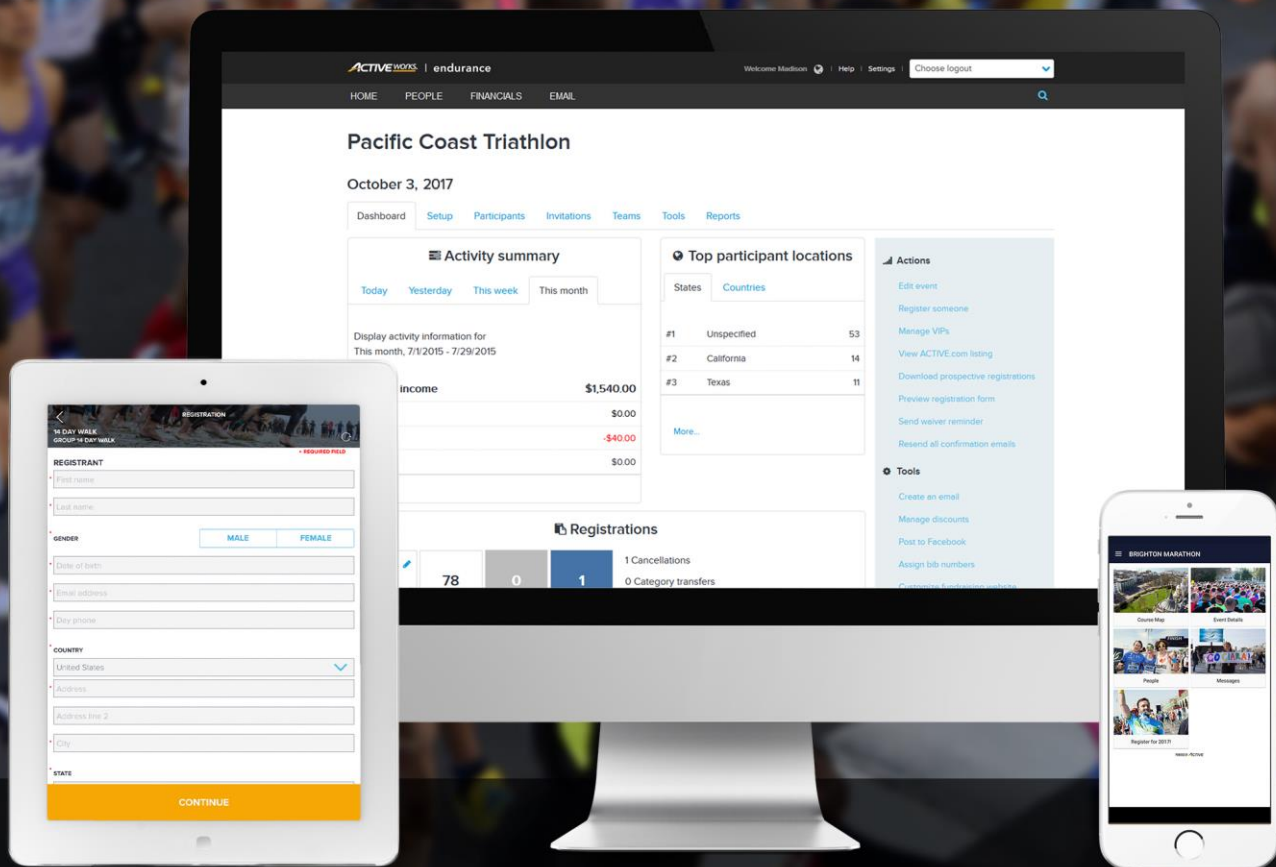 ACTIVEworks. | endurance
Welcome Madison | Help | Settings | Choose logout
HOME PEOPLE FINANCIALS EMAIL
Pacific Coast Triathlon
October 3, 2017
Dashboard Setup Participants Invitations Teams Tools Reports
Activity summary
Today Yesterday This week This month
Display activity information for
This month, 7/1/2015 - 7/29/2015
income $1,540.00
$0.00
-$40.00
$0.00
Top participant locations
States Countries
#1 Unspecified 53
#2 California 14
#3 Texas 11
More...
Actions
Edit event
Register someone
Manage VIPs
View ACTIVE.com listing
Download prospective registrations
Preview registration form
Send waiver reminder
Resend all confirmation emails
Tools
Create an email
Manage discounts
Post to Facebook
Assign bib numbers
Customize fundraising website
Registrations
78 0 1
1 Cancellations
0 Category transfers
REGISTRATION
14 DAY WALK
GROUP 14 DAY WALK
* REQUIRED FIELD
REGISTRANT
* First name
* Last name
* GENDER MALE FEMALE
* Date of birth
* Email address
* Day phone
* COUNTRY
United States
* Address
Address line 2
* City
* STATE
CONTINUE
BRIGHTON MARATHON
Course Map Event Details
FINISH
GO SARA!
People Messages
Register for 2017!